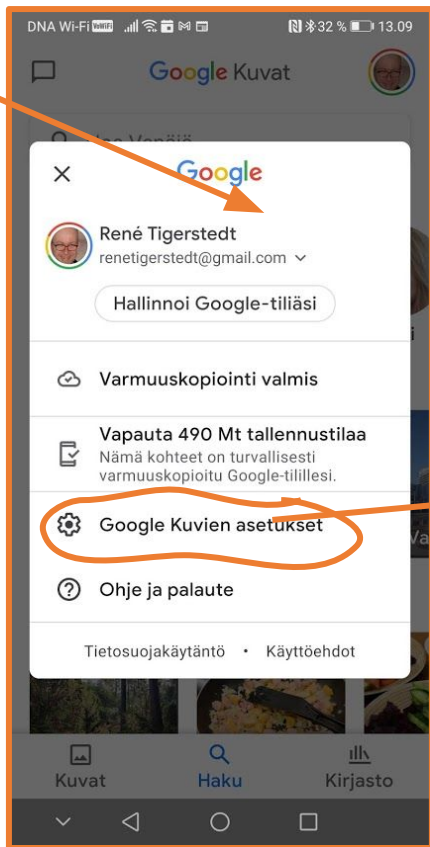 DNA Wi-Fi 32 % 13.09
Google Kuvat
Google
René Tigerstedt
renetigerstedt@gmail.com
Hallinnoi Google-tiliäsi
Varmuuskopiointi valmis
Vapauta 490 Mt tallennustilaa
Nämä kohteet on turvallisesti
varmuuskopioitu Google-tilillesi.
Google Kuvien asetukset
Ohje ja palaute
Tietosuojakäytäntö • Käyttöehdot
Kuvat Haku Kirjasto